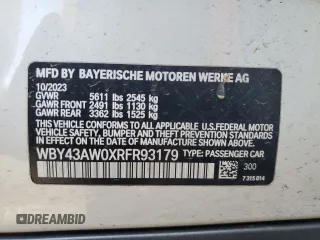 MFD BY BAYERISCHE MOTOREN WERKE AG
10/2023
GVWR 5611 lbs 2545 kg
GAWR FRONT 2491 lbs 1130 kg
GAWR REAR 3362 lbs 1525 kg
THIS VEHICLE CONFORMS TO ALL APPLICABLE FEDERAL
MOTOR VEHICLE SAFETY, BUMPER, AND THEFT PREVENTION
STANDARDS IN EFFECT ON THE DATE OF
MANUFACTURE SHOWN ABOVE.
WBY43AW0XRFR93179 TYPE: PASSENGER CAR
300
7315014